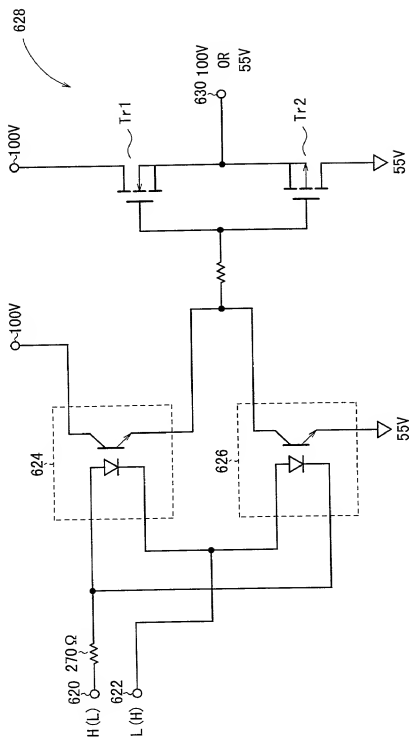 628
100V
100V
Tr1
630 100V
OR
55V
Tr2
55V
624
626
55V
270Ω
620
H(L)
622
L(H)